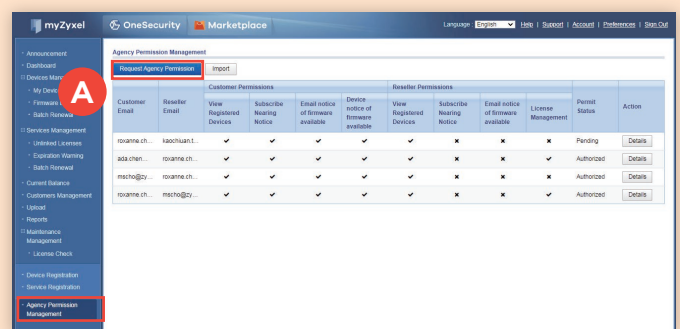 myZyxel
OneSecurity
Marketplace
Language : English
Help | Support | Account | Preferences | Sign Out
Announcement
Dashboard
Devices Man
My Devic
Firmware
Batch Renewal
Services Management
Unlinked Licenses
Expiration Warning
Batch Renewal
Current Balance
Customers Management
Upload
Reports
Maintenance
Management
License Check
Device Registration
Service Registration
Agency Permission
Management
A
Agency Permission Management
Request Agency Permission Import
Customer Permissions Reseller Permissions
Customer Email
Reseller Email
View Registered Devices
Subscribe Nearing Notice
Email notice of firmware available
Device notice of firmware available
View Registered Devices
Subscribe Nearing Notice
Email notice of firmware available
License Management
Permit Status
Action
roxanne.ch... kaochiuan.t... ✔ ✔ ✔ ✔ ✔ ✖ ✖ ✖ Pending Details
ada.chen... roxanne.ch... ✔ ✔ ✔ ✔ ✔ ✖ ✖ ✔ Authorized Details
mscho@zy... roxanne.ch... ✔ ✔ ✔ ✔ ✔ ✖ ✖ ✖ Authorized Details
roxanne.ch... mscho@zy... ✔ ✔ ✔ ✔ ✔ ✖ ✖ ✔ Authorized Details